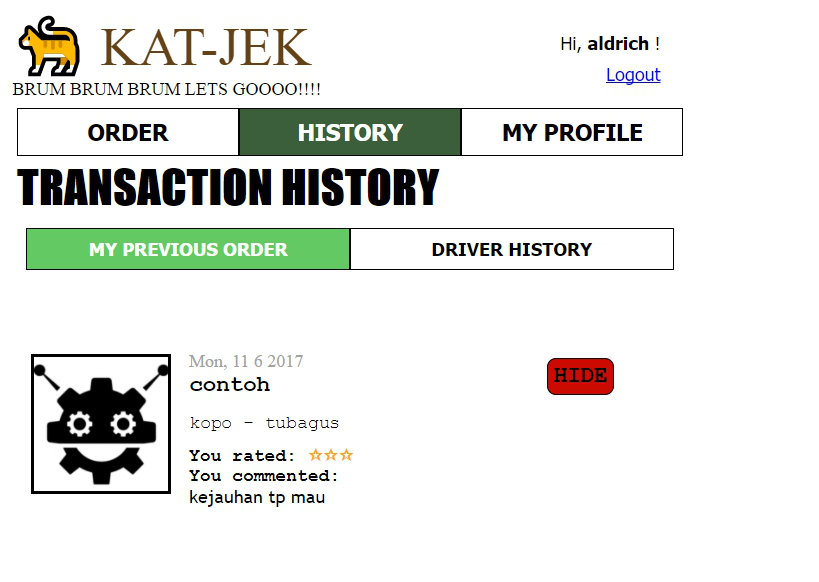 KAT-JEK
BRUM BRUM BRUM LETS GOOOO!!!!
Hi, aldrich !
Logout
ORDER
HISTORY
MY PROFILE
TRANSACTION HISTORY
MY PREVIOUS ORDER
DRIVER HISTORY
Mon, 11 6 2017
contoh
HIDE
kopo - tubagus
You rated: ☆☆☆
You commented:
kejauhan tp mau